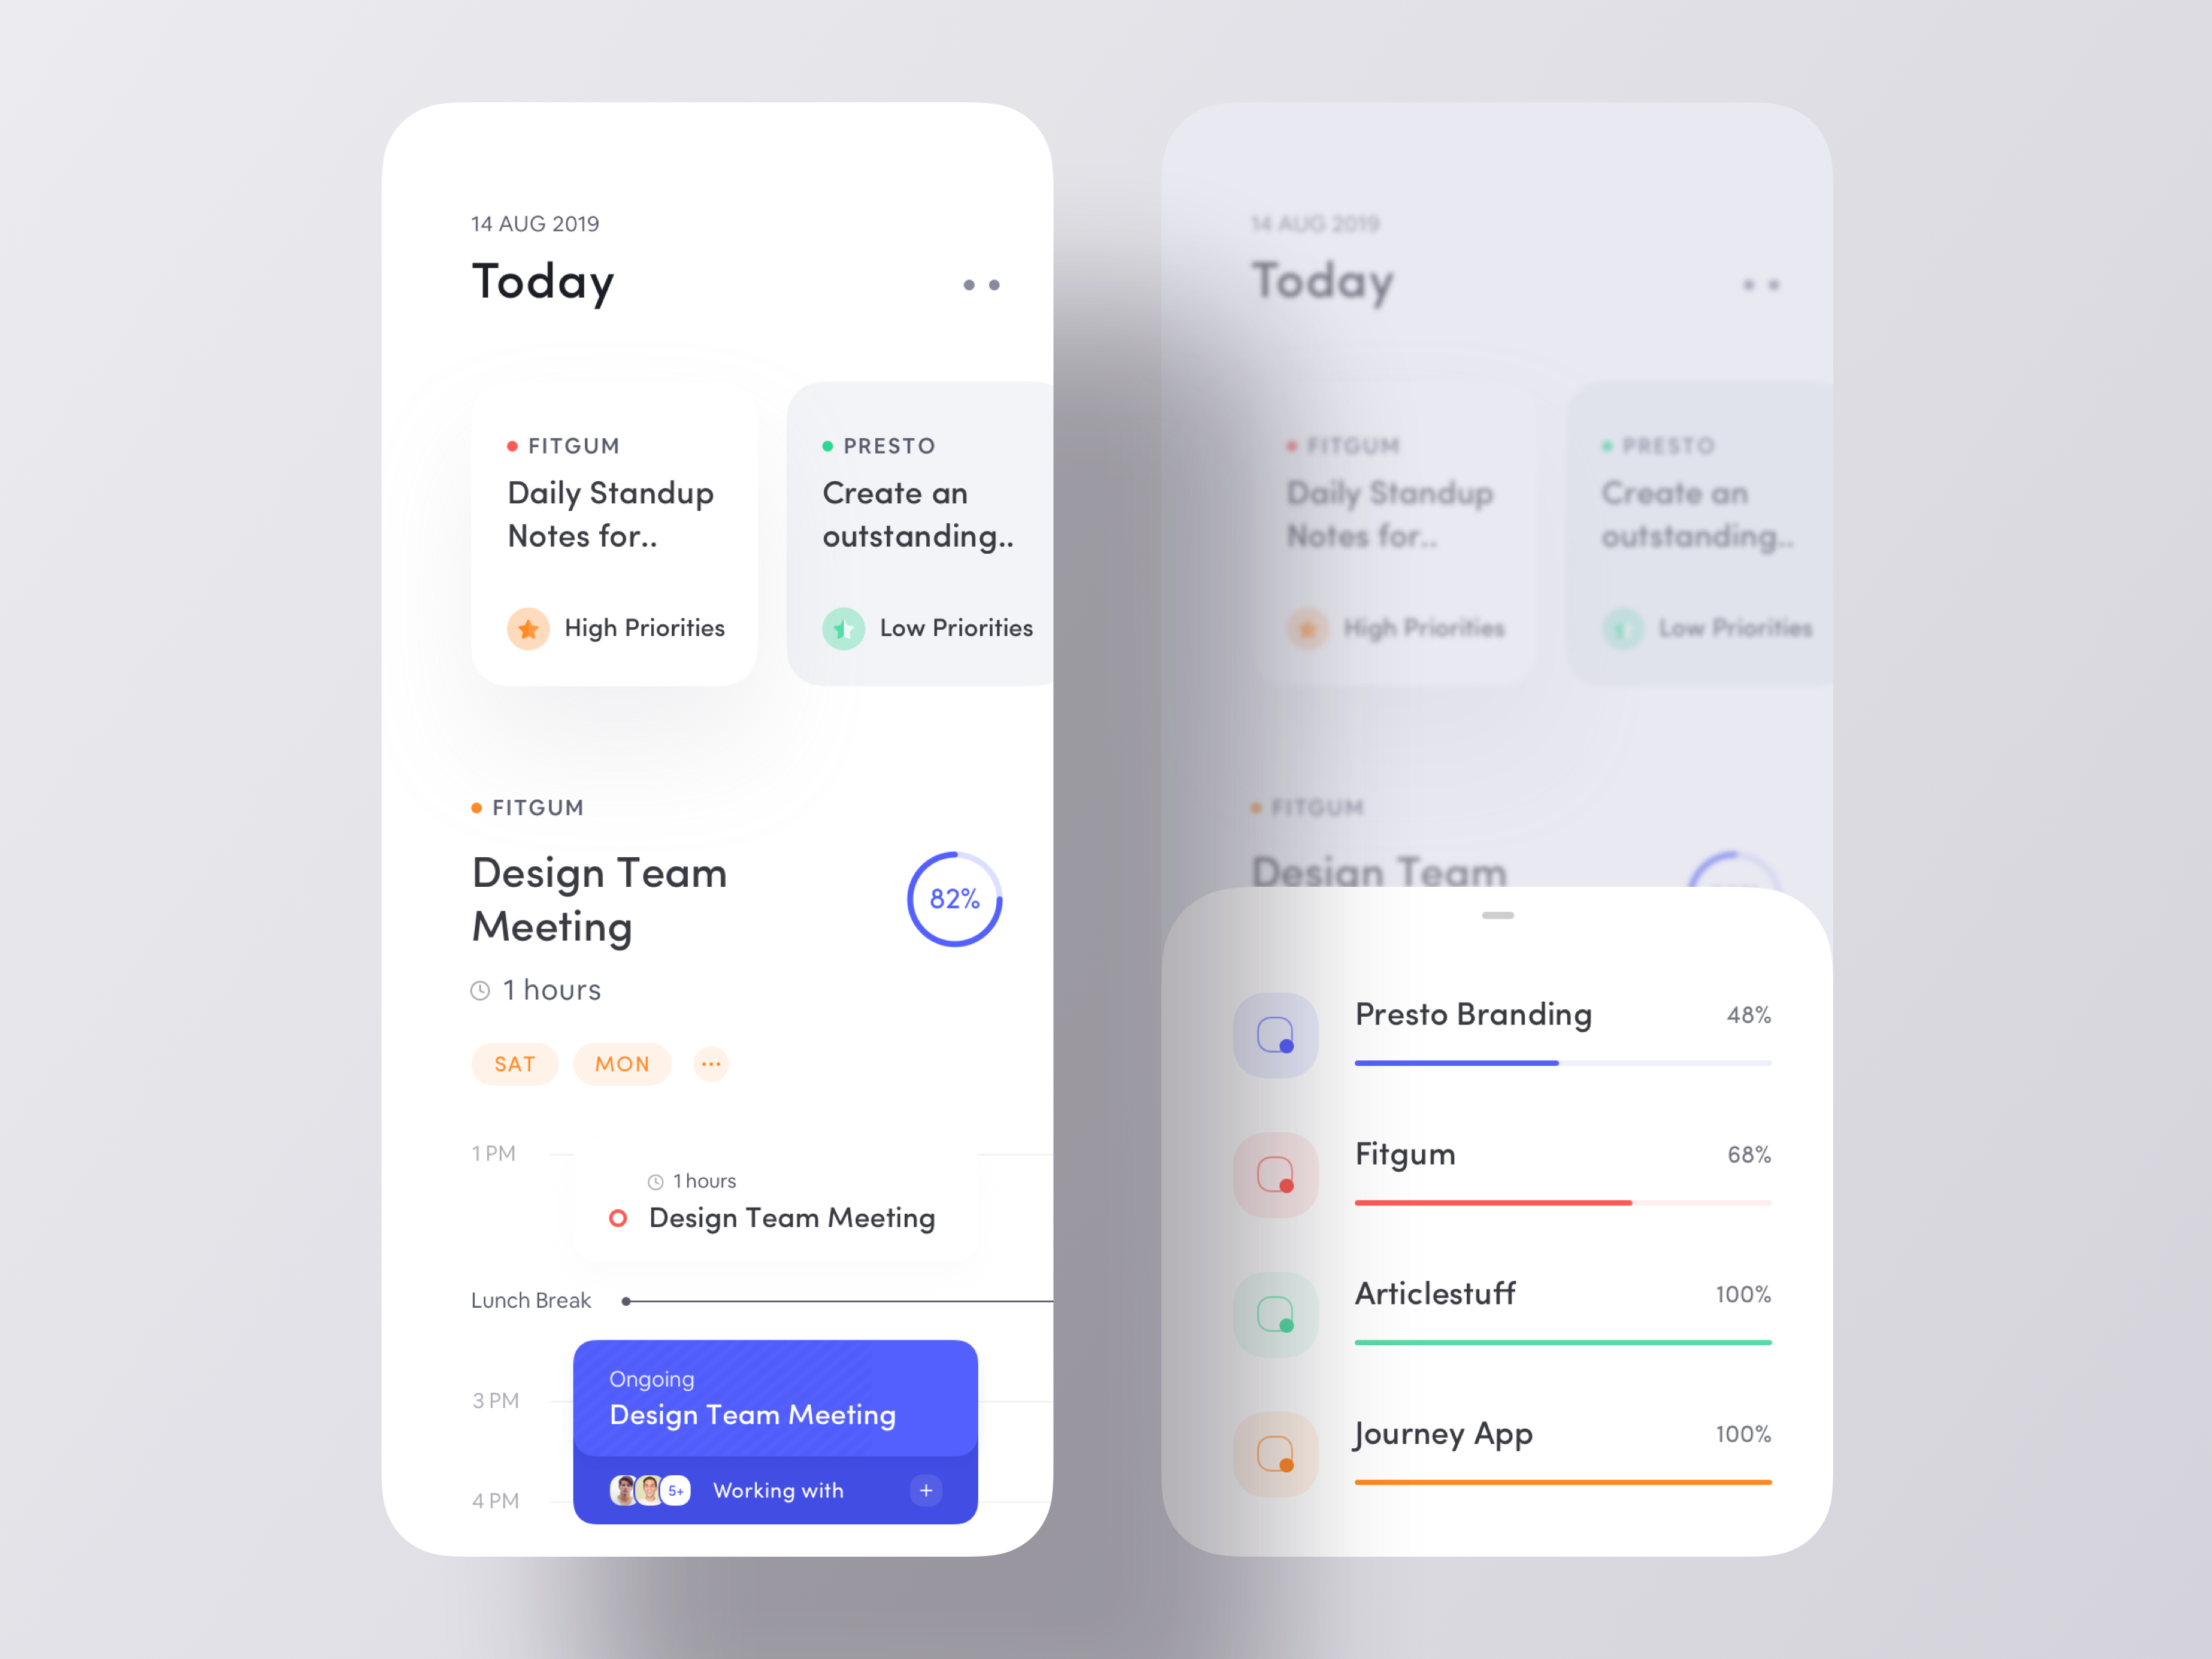 14 AUG 2019
Today
FITGUM
Daily Standup
Notes for..
High Priorities
PRESTO
Create an
outstanding..
Low Priorities
FITGUM
Design Team
Meeting
82%
1 hours
SAT
MON
1 PM
1 hours
Design Team Meeting
Lunch Break
Ongoing
3 PM
Design Team Meeting
4 PM
5+
Working with
14 AUG 2019
Today
FITGUM
Daily Standup
Notes for..
High Priorities
PRESTO
Create an
outstanding..
Low Priorities
FITGUM
Design Team
Presto Branding 48%
Fitgum 68%
Articlestuff 100%
Journey App 100%